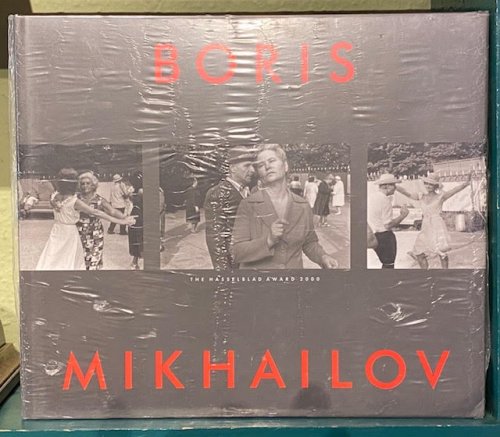 BORIS
THE HASSELBLAD AWARD 2000
MIKHAILOV